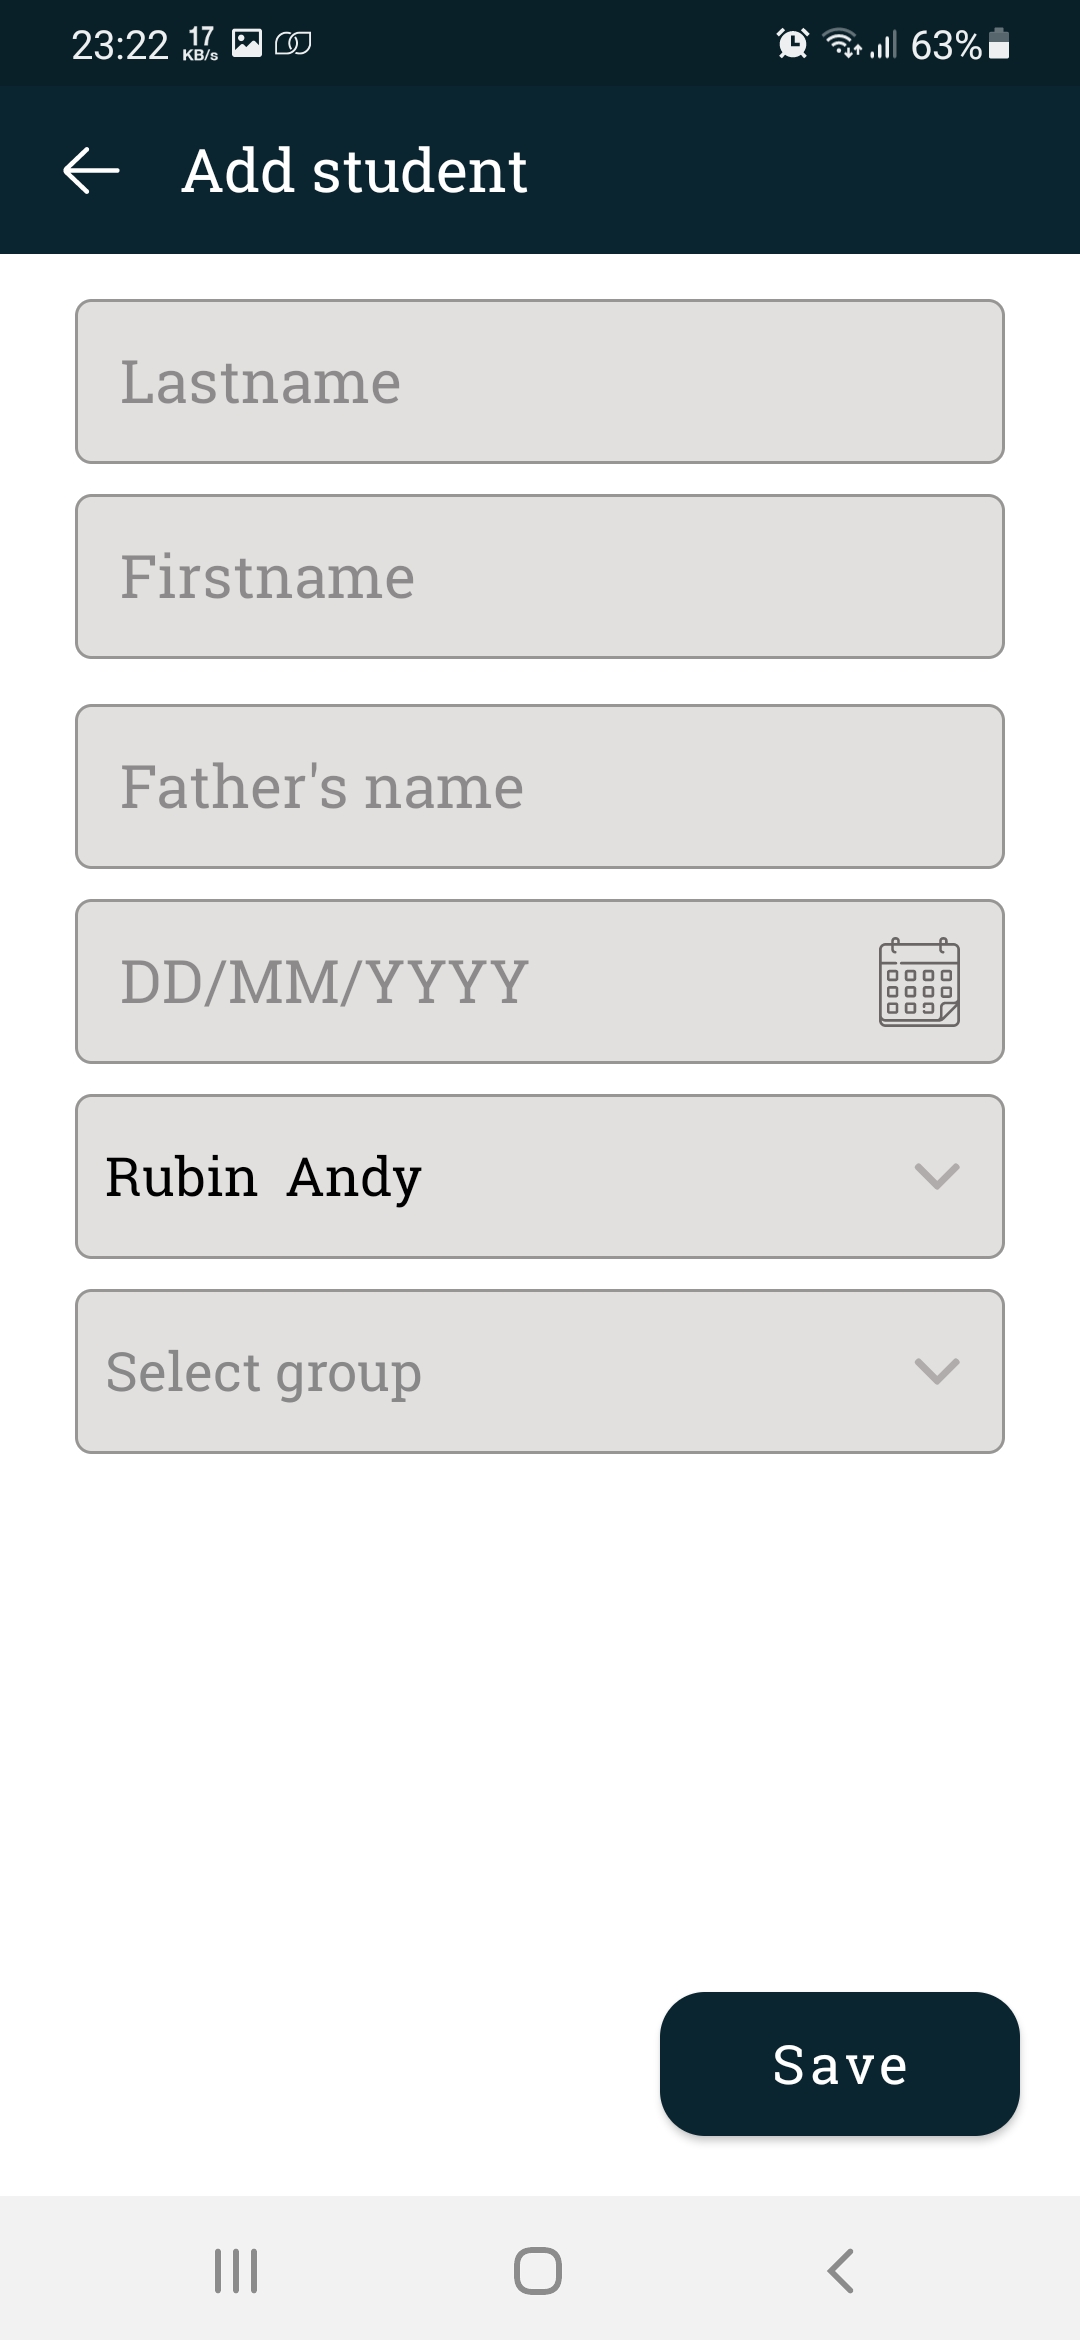 23:22 17 KB/s 63%
Add student
Lastname
Firstname
Father's name
DD/MM/YYYY
Rubin  Andy
Select group
Save